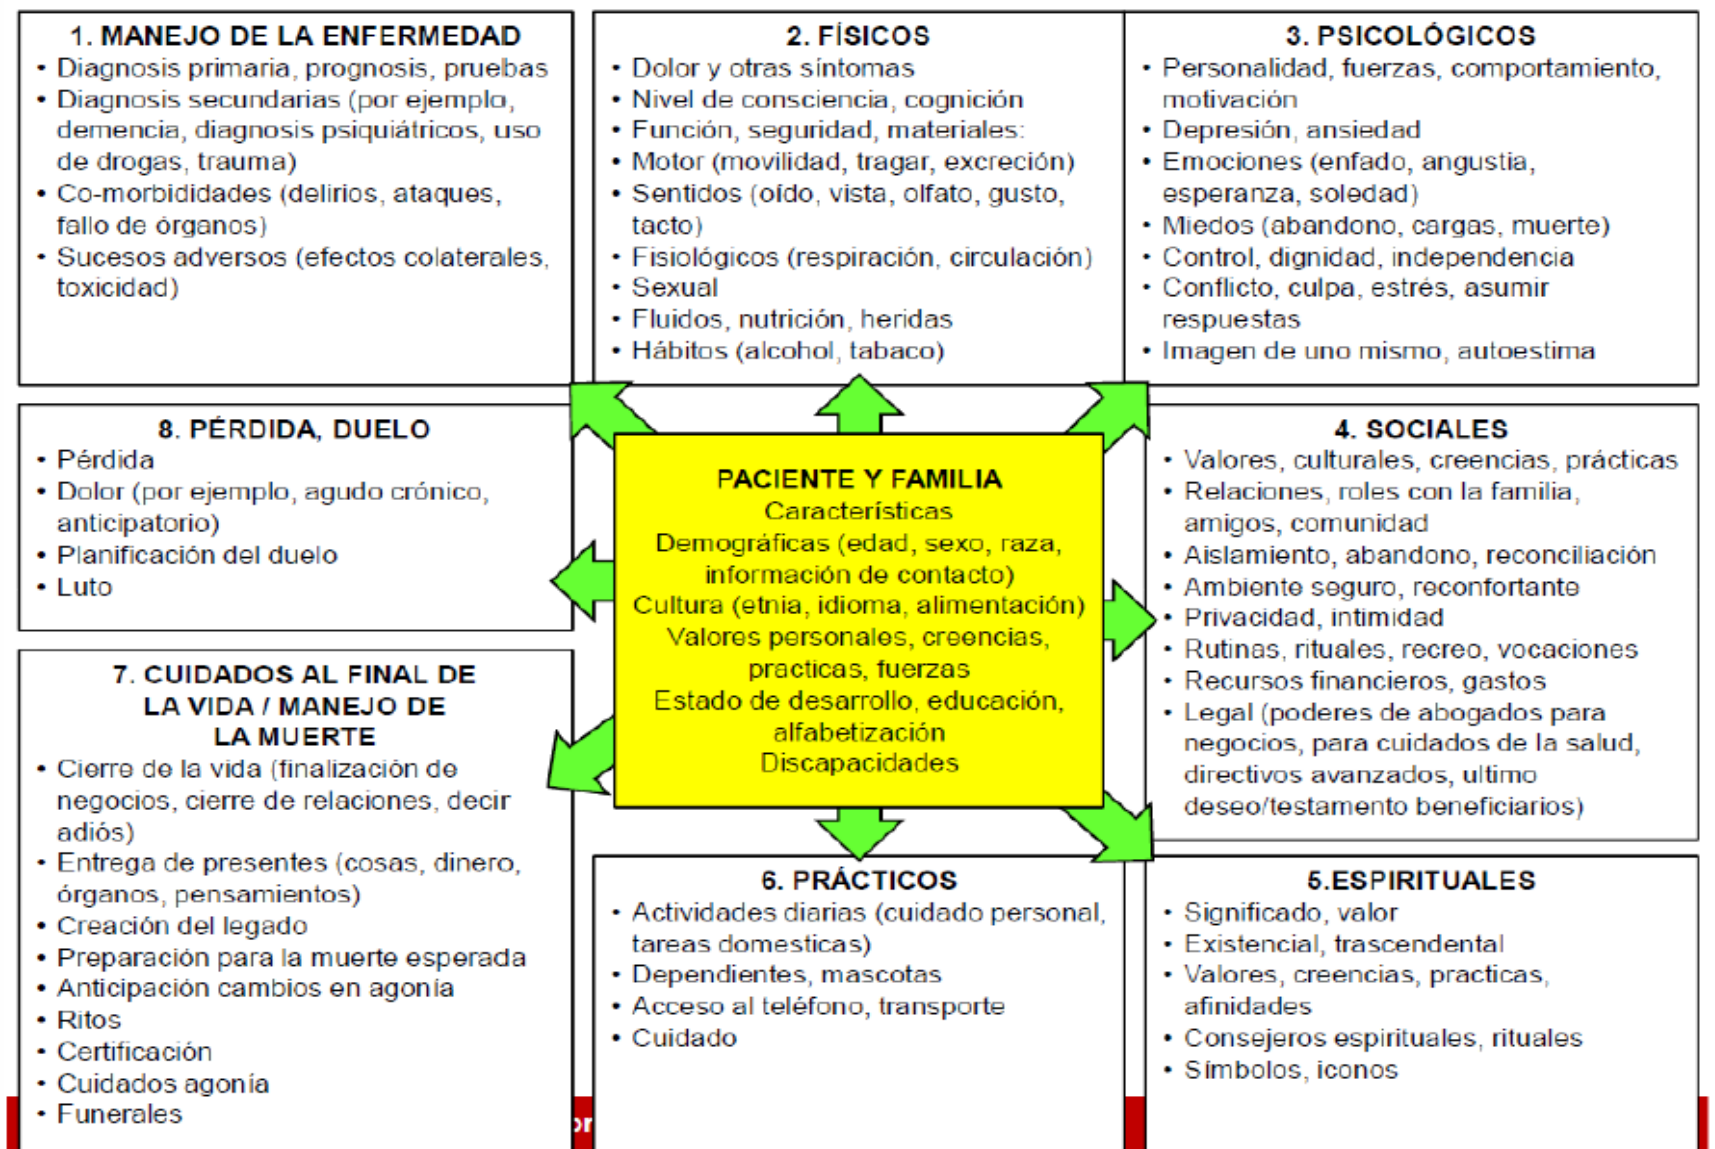 1. MANEJO DE LA ENFERMEDAD
• Diagnosis primaria, prognosis, pruebas
• Diagnosis secundarias (por ejemplo,
demencia, diagnosis psiquiátricos, uso
de drogas, trauma)
• Co-morbididades (delirios, ataques,
fallo de órganos)
• Sucesos adversos (efectos colaterales,
toxicidad)
2. FÍSICOS
• Dolor y otras síntomas
• Nivel de consciencia, cognición
• Función, seguridad, materiales:
• Motor (movilidad, tragar, excreción)
• Sentidos (oído, vista, olfato, gusto,
tacto)
• Fisiológicos (respiración, circulación)
• Sexual
• Fluidos, nutrición, heridas
• Hábitos (alcohol, tabaco)
3. PSICOLÓGICOS
• Personalidad, fuerzas, comportamiento,
motivación
• Depresión, ansiedad
• Emociones (enfado, angustia,
esperanza, soledad)
• Miedos (abandono, cargas, muerte)
• Control, dignidad, independencia
• Conflicto, culpa, estrés, asumir
respuestas
• Imagen de uno mismo, autoestima
8. PÉRDIDA, DUELO
• Pérdida
• Dolor (por ejemplo, agudo crónico,
anticipatorio)
• Planificación del duelo
• Luto
PACIENTE Y FAMILIA
Características
Demográficas (edad, sexo, raza,
información de contacto)
Cultura (etnia, idioma, alimentación)
Valores personales, creencias,
practicas, fuerzas
Estado de desarrollo, educación,
alfabetización
Discapacidades
4. SOCIALES
• Valores, culturales, creencias, prácticas
• Relaciones, roles con la familia,
amigos, comunidad
• Aislamiento, abandono, reconciliación
• Ambiente seguro, reconfortante
• Privacidad, intimidad
• Rutinas, rituales, recreo, vocaciones
• Recursos financieros, gastos
• Legal (poderes de abogados para
negocios, para cuidados de la salud,
directivos avanzados, ultimo
deseo/testamento beneficiarios)
7. CUIDADOS AL FINAL DE
LA VIDA / MANEJO DE
LA MUERTE
• Cierre de la vida (finalización de
negocios, cierre de relaciones, decir
adiós)
• Entrega de presentes (cosas, dinero,
órganos, pensamientos)
• Creación del legado
• Preparación para la muerte esperada
• Anticipación cambios en agonía
• Ritos
• Certificación
• Cuidados agonía
• Funerales
6. PRÁCTICOS
• Actividades diarias (cuidado personal,
tareas domesticas)
• Dependientes, mascotas
• Acceso al teléfono, transporte
• Cuidado
5.ESPIRITUALES
• Significado, valor
• Existencial, trascendental
• Valores, creencias, practicas,
afinidades
• Consejeros espirituales, rituales
• Símbolos, iconos